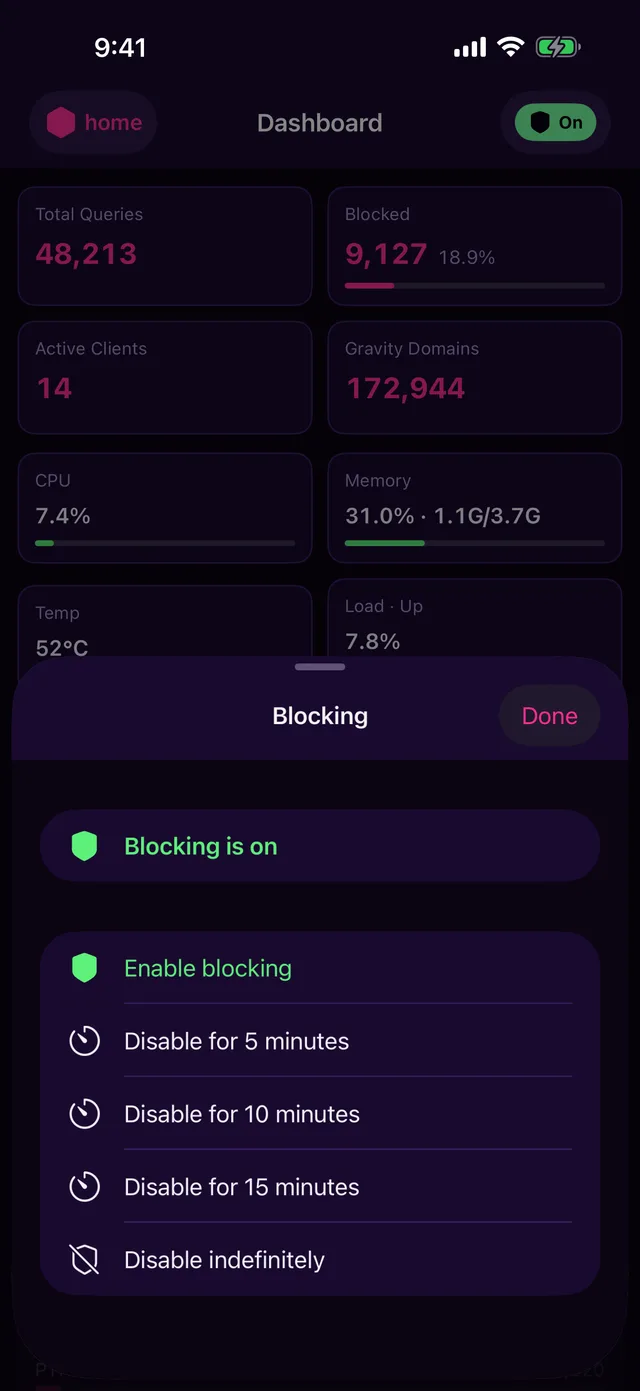 9:41
home
Dashboard
On
Total Queries
48,213
Blocked
9,127 18.9%
Active Clients
14
Gravity Domains
172,944
CPU
7.4%
Memory
31.0% · 1.1G/3.7G
Temp
52°C
Load · Up
7.8%
Blocking
Done
Blocking is on
Enable blocking
Disable for 5 minutes
Disable for 10 minutes
Disable for 15 minutes
Disable indefinitely